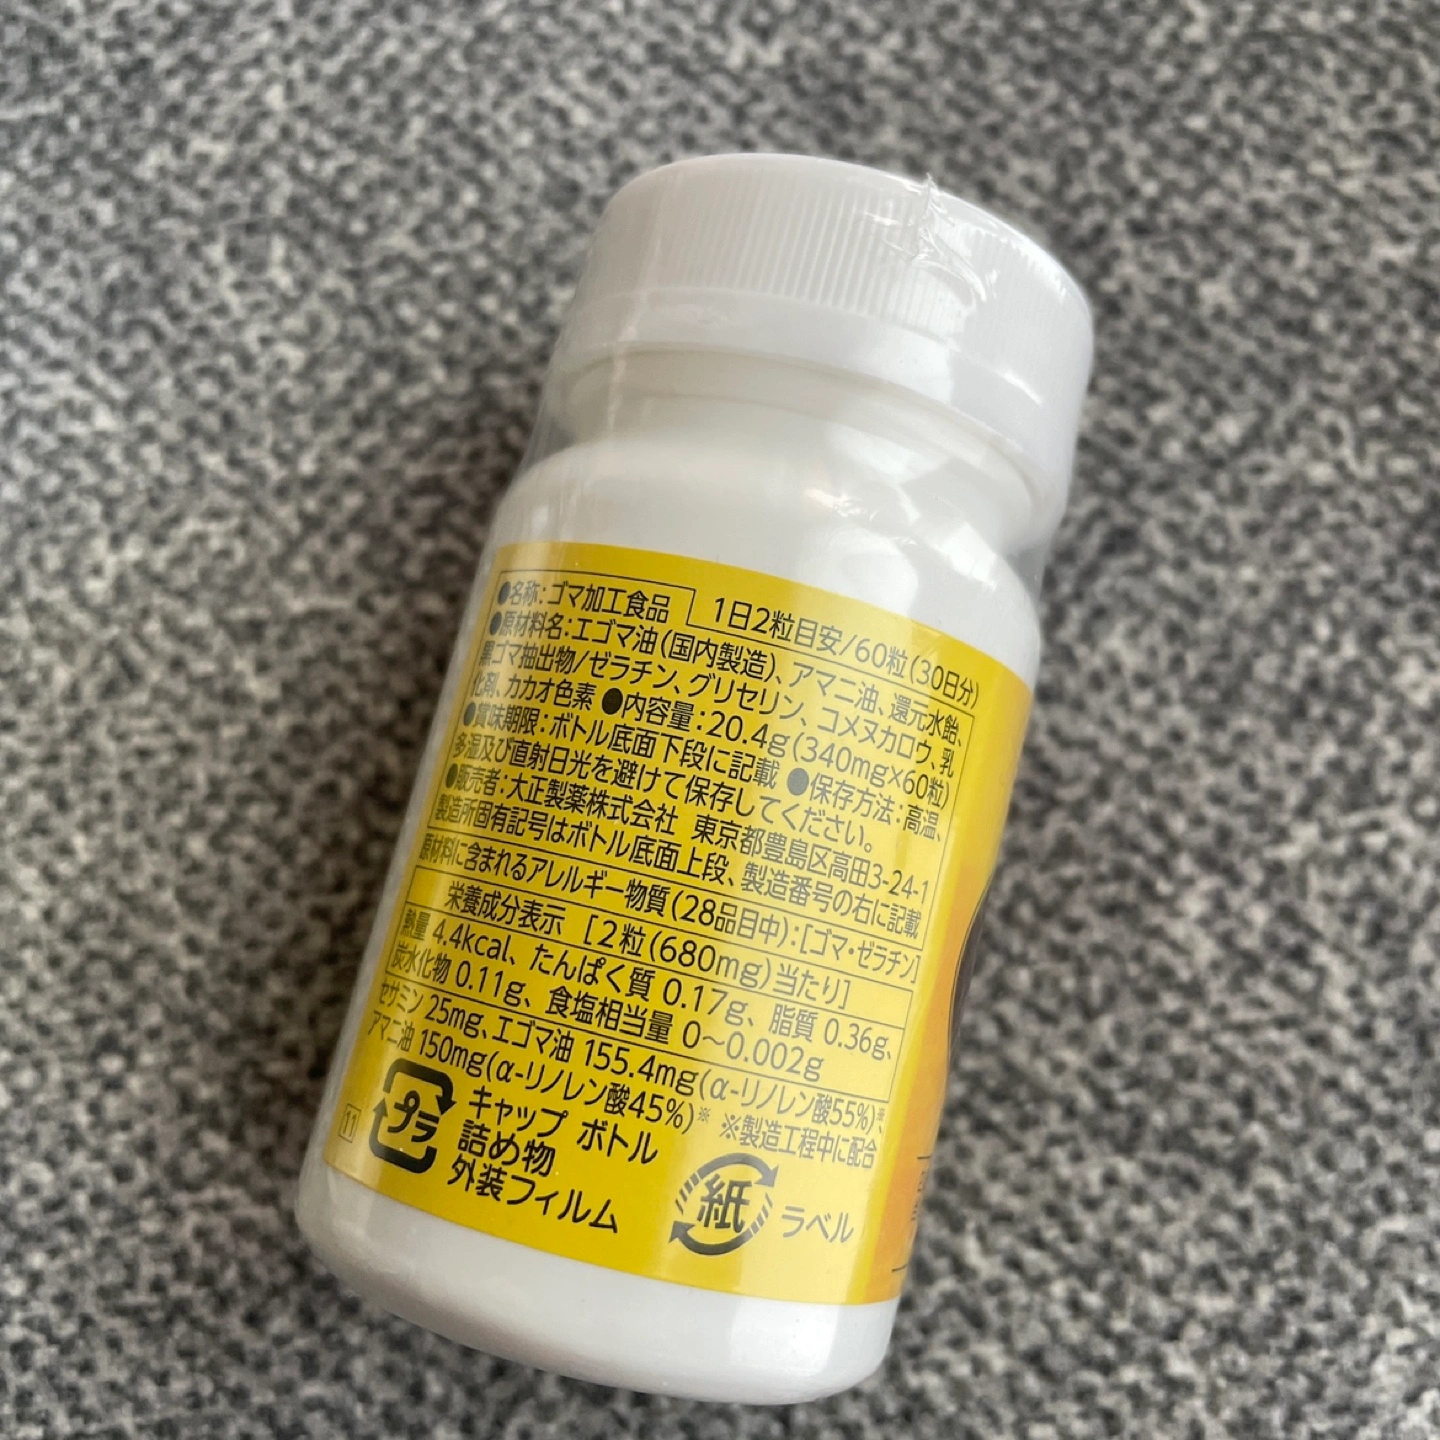 ●名称:ゴマ加工食品 1日2粒目安/60粒(30日分)
●原材料名:エゴマ油(国内製造)、アマニ油、還元水飴、
黒ゴマ抽出物/ゼラチン、グリセリン、コメヌカロウ、乳
化剤、カカオ色素 ●内容量:20.4g(340mg×60粒)
●賞味期限:ボトル底面下段に記載 ●保存方法:高温、
多湿及び直射日光を避けて保存してください。
●販売者:大正製薬株式会社 東京都豊島区高田3-24-1
製造所固有記号はボトル底面上段、製造番号の右に記載
原材料に含まれるアレルギー物質(28品目中):[ゴマ・ゼラチン]
栄養成分表示 [2粒(680mg)当たり]
熱量 4.4kcal、たんぱく質 0.17g、脂質 0.36g、
炭水化物 0.11g、食塩相当量 0〜0.002g
セサミン 25mg、エゴマ油 155.4mg(α-リノレン酸55%)※、
アマニ油 150mg(α-リノレン酸45%)※ ※製造工程中に配合
11
プラ
キャップ ボトル
詰め物
外装フィルム
紙
ラベル